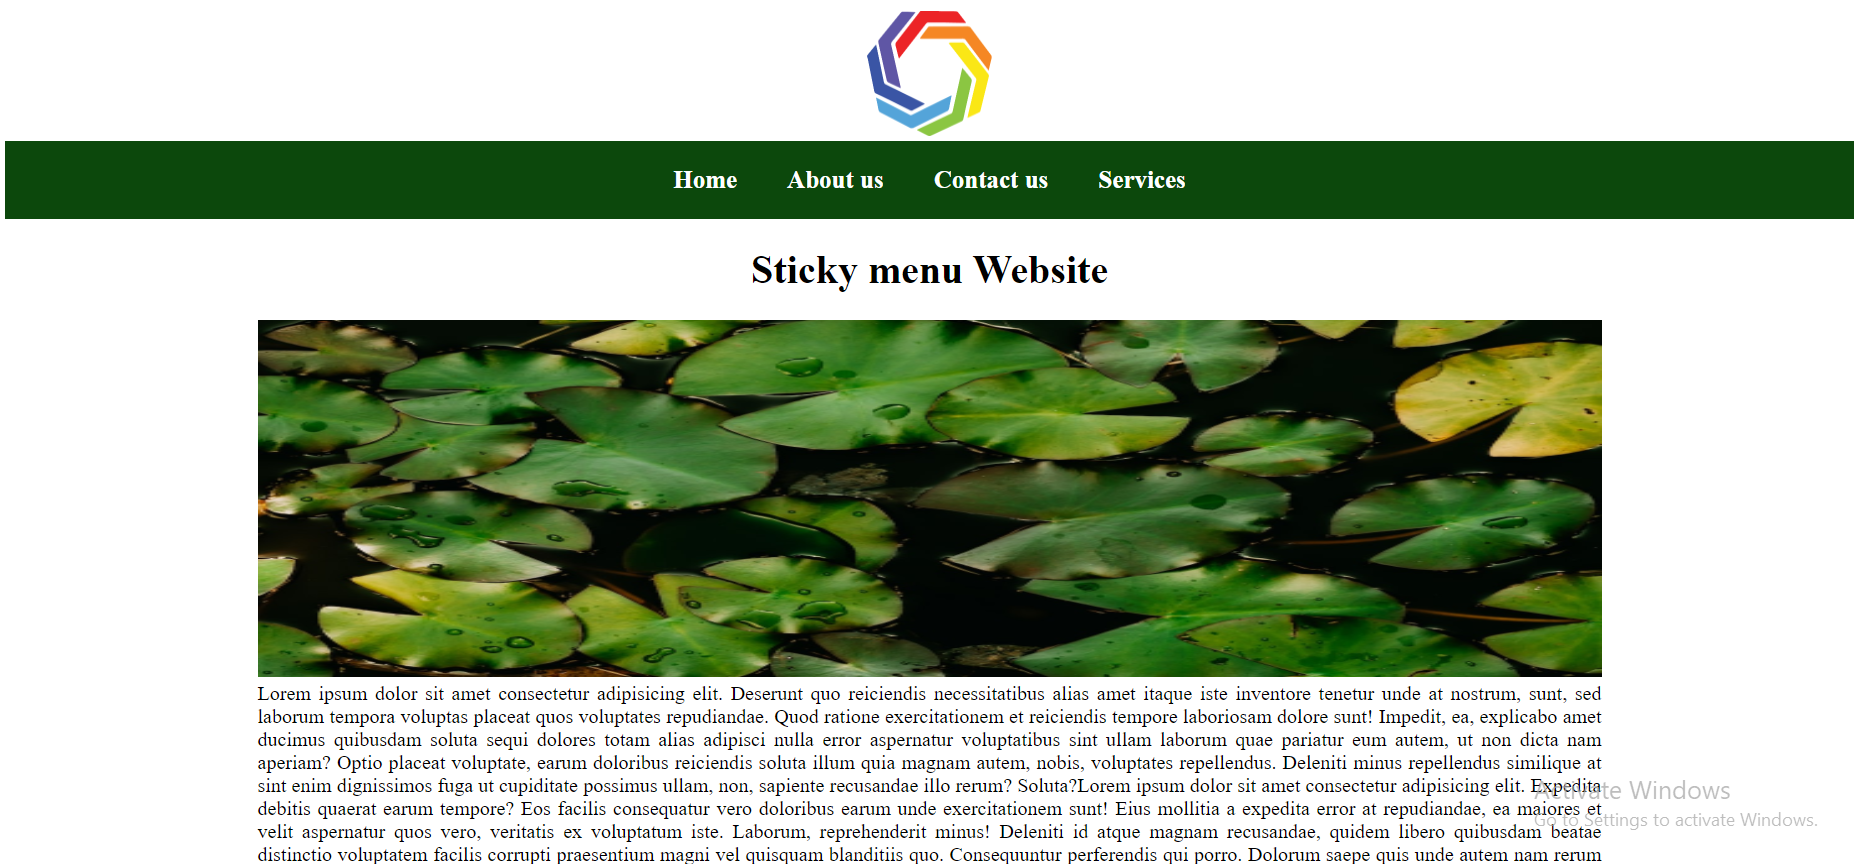 Home About us Contact us Services
Sticky menu Website
Lorem ipsum dolor sit amet consectetur adipisicing elit. Deserunt quo reiciendis necessitatibus alias amet itaque iste inventore tenetur unde at nostrum, sunt, sed
laborum tempora voluptas placeat quos voluptates repudiandae. Quod ratione exercitationem et reiciendis tempore laboriosam dolore sunt! Impedit, ea, explicabo amet
ducimus quibusdam soluta sequi dolores totam alias adipisci nulla error aspernatur voluptatibus sint ullam laborum quae pariatur eum autem, ut non dicta nam
aperiam? Optio placeat voluptate, earum doloribus reiciendis soluta illum quia magnam autem, nobis, voluptates repellendus. Deleniti minus repellendus similique at
sint enim dignissimos fuga ut cupiditate possimus ullam, non, sapiente recusandae illo rerum? Soluta?Lorem ipsum dolor sit amet consectetur adipisicing elit. Expedita
debitis quaerat earum tempore? Eos facilis consequatur vero doloribus earum unde exercitationem sunt! Eius mollitia a expedita error at repudiandae, ea maiores et
velit aspernatur quos vero, veritatis ex voluptatum iste. Laborum, reprehenderit minus! Deleniti id atque magnam recusandae, quidem libero quibusdam beatae
distinctio voluptatem facilis corrupti praesentium magni vel quisquam blanditiis quo. Consequuntur perferendis qui porro. Dolorum saepe quis unde autem nam rerum
Activate Windows
Go to Settings to activate Windows.